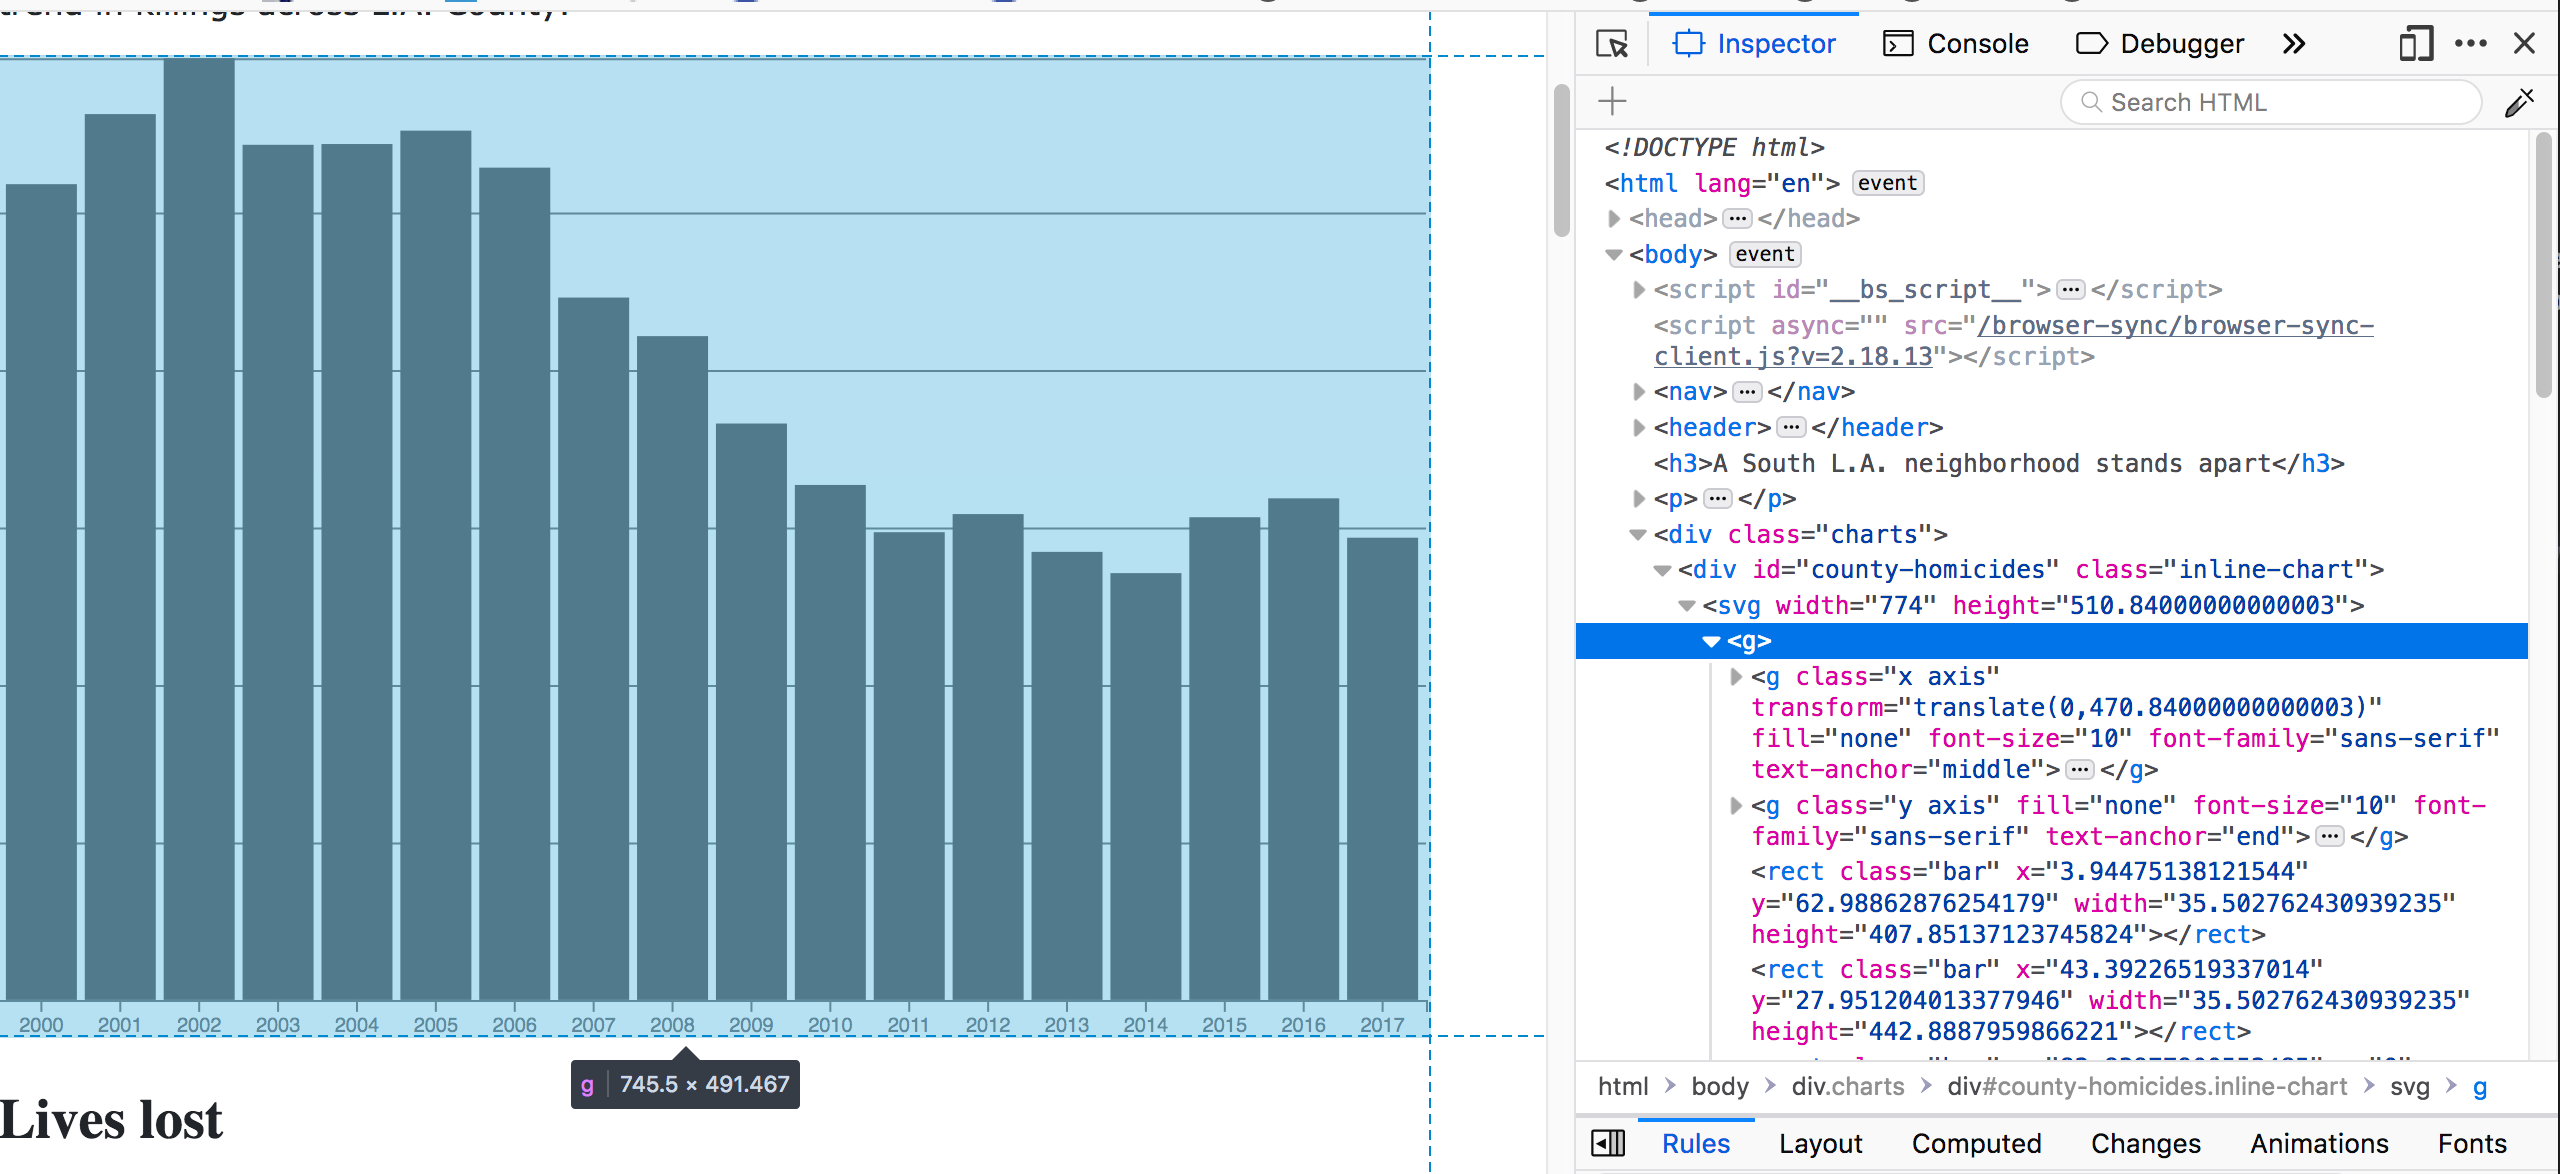 trend in killings across L.A. County.
2000 2001 2002 2003 2004 2005 2006 2007 2008 2009 2010 2011 2012 2013 2014 2015 2016 2017
g 745.5 × 491.467
Lives lost
Inspector Console Debugger
Search HTML
<!DOCTYPE html>
<html lang="en"> event
<head> ··· </head>
<body> event
<script id="__bs_script__"> ··· </script>
<script async="" src="/browser-sync/browser-sync-
client.js?v=2.18.13"></script>
<nav> ··· </nav>
<header> ··· </header>
<h3>A South L.A. neighborhood stands apart</h3>
<p> ··· </p>
<div class="charts">
<div id="county-homicides" class="inline-chart">
<svg width="774" height="510.84000000000003">
<g>
<g class="x axis"
transform="translate(0,470.84000000000003)"
fill="none" font-size="10" font-family="sans-serif"
text-anchor="middle"> ··· </g>
<g class="y axis" fill="none" font-size="10" font-
family="sans-serif" text-anchor="end"> ··· </g>
<rect class="bar" x="3.94475138121544"
y="62.98862876254179" width="35.502762430939235"
height="407.85137123745824"></rect>
<rect class="bar" x="43.39226519337014"
y="27.951204013377946" width="35.502762430939235"
height="442.8887959866221"></rect>
html > body > div.charts > div#county-homicides.inline-chart > svg > g
Rules Layout Computed Changes Animations Fonts